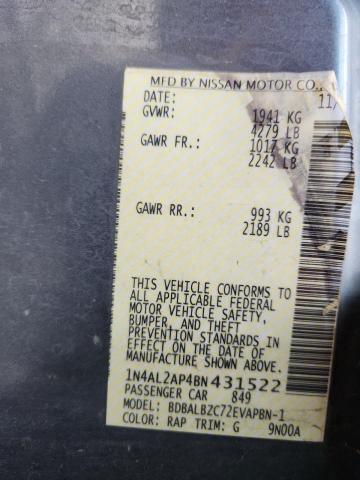 MFD BY NISSAN MOTOR CO.,
DATE: 11/
GVWR: 1941 KG
4279 LB
GAWR FR.: 1017 KG
2242 LB
GAWR RR.: 993 KG
2189 LB
THIS VEHICLE CONFORMS TO
ALL APPLICABLE FEDERAL
MOTOR VEHICLE SAFETY,
BUMPER, AND THEFT
PREVENTION STANDARDS IN
EFFECT ON THE DATE OF
MANUFACTURE SHOWN ABOVE.
1N4AL2AP4BN431522
PASSENGER CAR 849
MODEL: BDBALBZC72EVAPBN-1
COLOR: RAP TRIM: G 9N00A